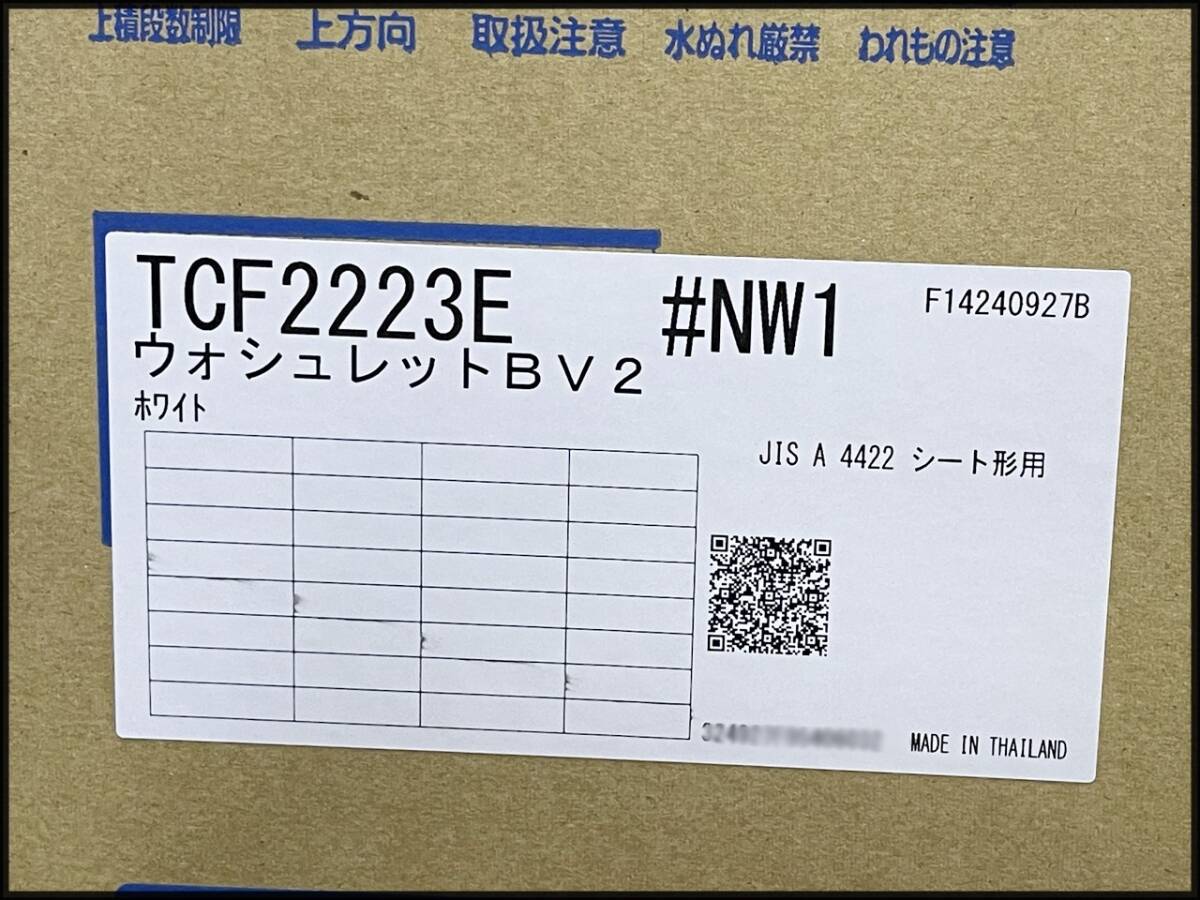 上積段数制限 上方向 取扱注意 水ぬれ厳禁 われもの注意
TCF2223E #NW1 F14240927B
ウォシュレットＢＶ２
ﾎﾜｲﾄ
JIS A 4422 シート形用
MADE IN THAILAND